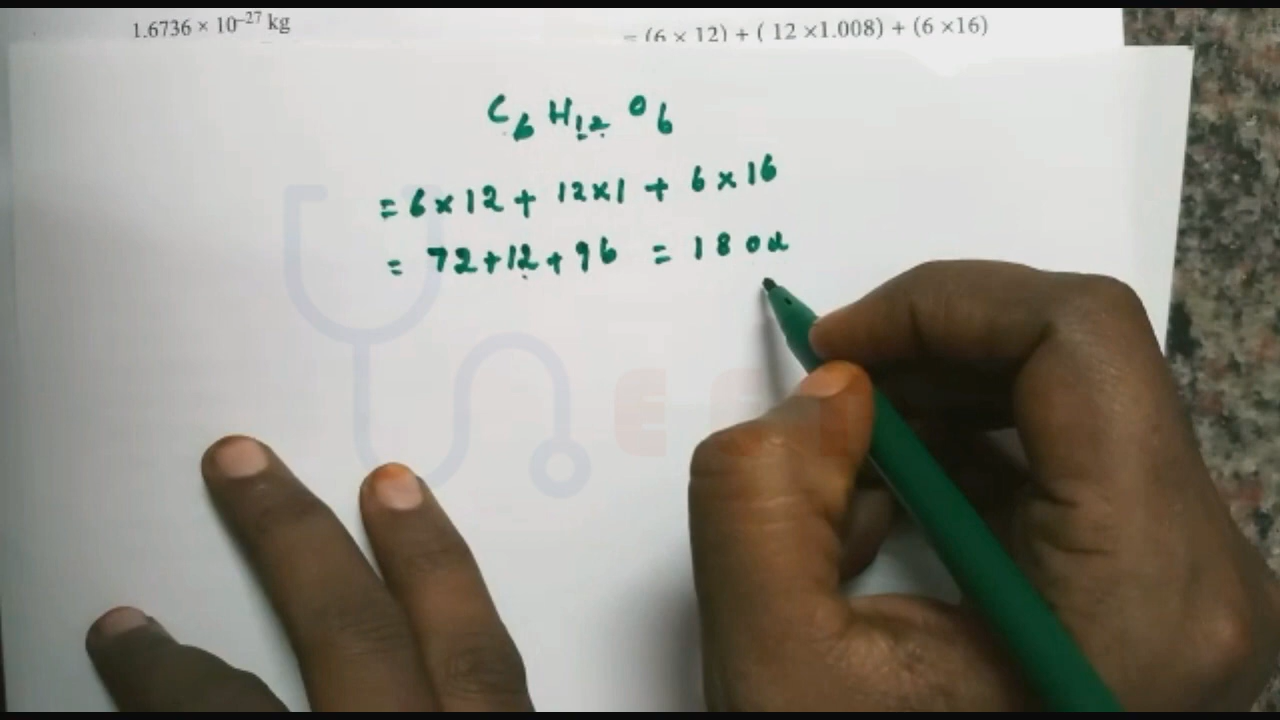 1.6736 × 10⁻²⁷ kg
= (6 × 12) + ( 12 ×1.008) + (6 ×16)
C₆ H₁₂ O₆
= 6 × 12 + 12×1 + 6 × 16
= 72+12+96 = 180u